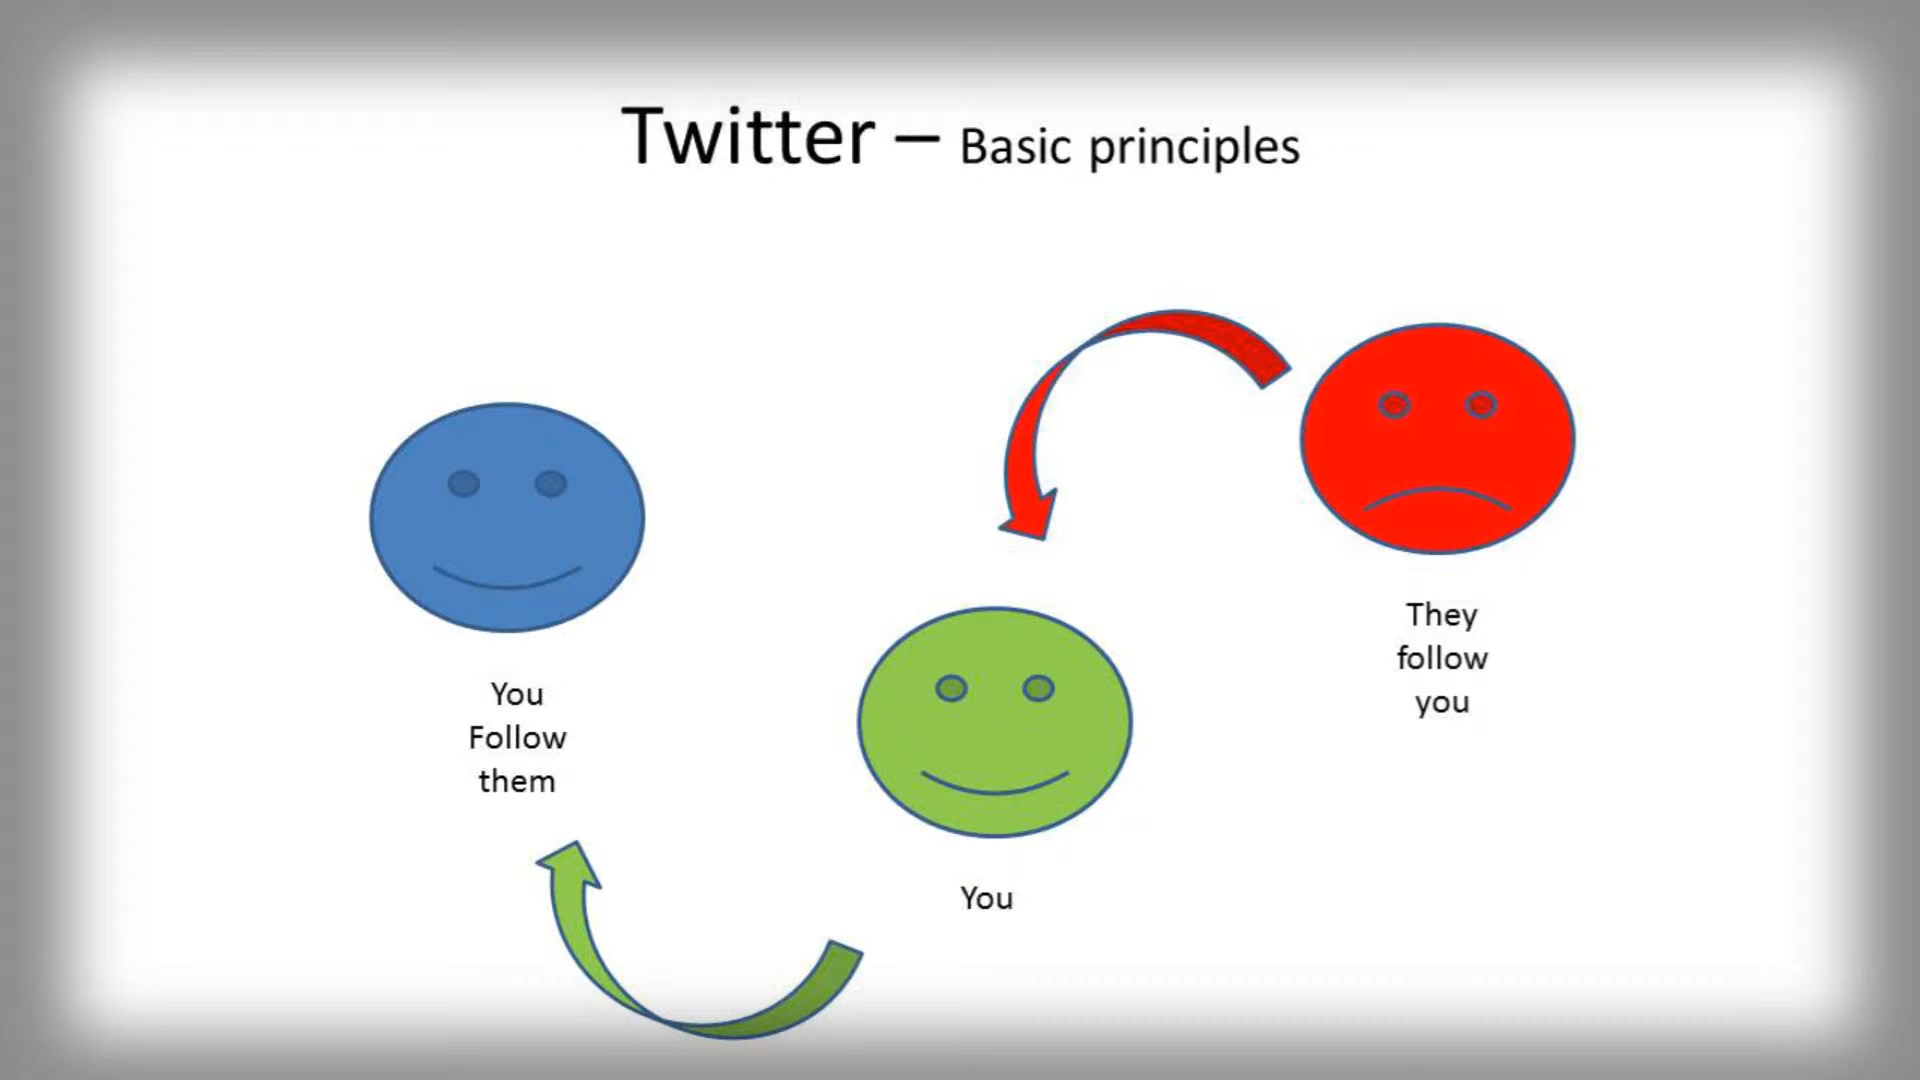 Twitter – Basic principles
You
Follow
them
You
They
follow
you